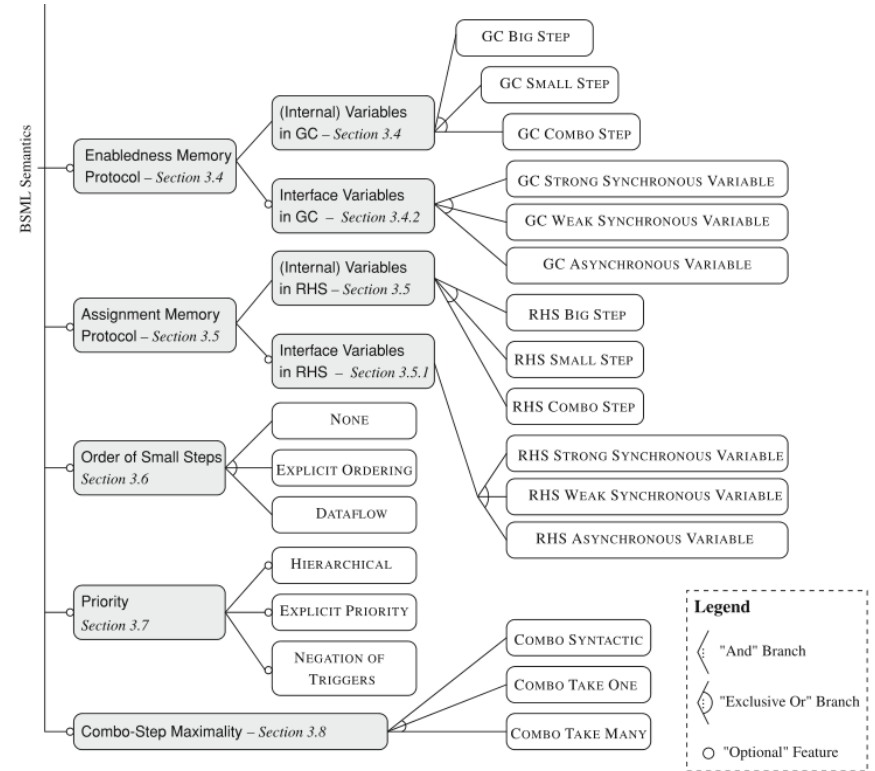 BSML Semantics
Enabledness Memory
Protocol – Section 3.4
(Internal) Variables
in GC – Section 3.4
GC BIG STEP
GC SMALL STEP
GC COMBO STEP
Interface Variables
in GC – Section 3.4.2
GC STRONG SYNCHRONOUS VARIABLE
GC WEAK SYNCHRONOUS VARIABLE
GC ASYNCHRONOUS VARIABLE
Assignment Memory
Protocol – Section 3.5
(Internal) Variables
in RHS – Section 3.5
RHS BIG STEP
RHS SMALL STEP
RHS COMBO STEP
Interface Variables
in RHS – Section 3.5.1
RHS STRONG SYNCHRONOUS VARIABLE
RHS WEAK SYNCHRONOUS VARIABLE
RHS ASYNCHRONOUS VARIABLE
Order of Small Steps
Section 3.6
NONE
EXPLICIT ORDERING
DATAFLOW
Priority
Section 3.7
HIERARCHICAL
EXPLICIT PRIORITY
NEGATION OF
TRIGGERS
Combo-Step Maximality – Section 3.8
COMBO SYNTACTIC
COMBO TAKE ONE
COMBO TAKE MANY
Legend
"And" Branch
"Exclusive Or" Branch
"Optional" Feature